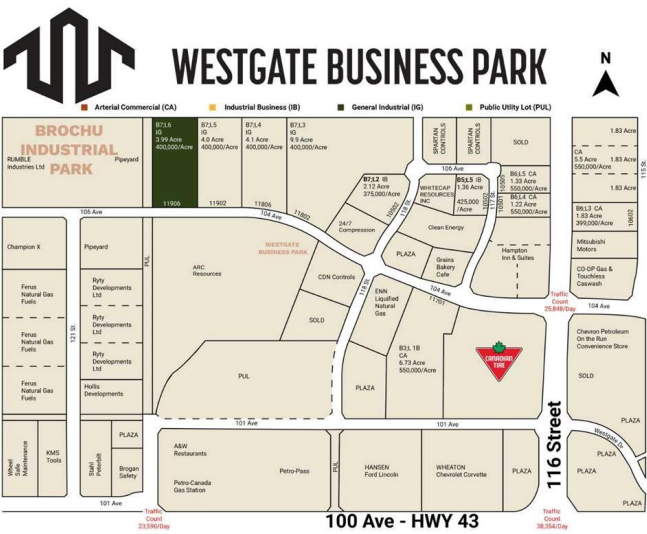 WESTGATE BUSINESS PARK
N
Arterial Commercial (CA)
Industrial Business (IB)
General Industrial (IG)
Public Utlity Lot (PUL)
BROCHU
INDUSTRIAL
PARK
RUMBLE
Industries Ltd
Pipeyard
B7;L6
IG
3.99 Acre
400,000/Acre
11906
B7;L5
IG
4.0 Acre
400,000/Acre
11902
B7;L4
IG
4.1 Acre
400,000/Acre
11806
B7;L3
IG
9.9 Acre
400,000/Acre
11802
SPARTAN
CONTROLS
SPARTAN
CONTROLS
SOLD
106 Ave
B7;L2 IB
2.12 Acre
375,000/Acre
10502
118 St.
WHITECAP
RESOURCES
INC
B5;L5 IB
1.36 Acre
425,000
/Acre
10502
117 St.
10501
10505
B6;L5 CA
1.33 Acre
550,000/Acre
B6;L4 CA
1.22 Acre
550,000/Acre
1.83 Acre
CA
5.5 Acre
550,000/Acre
1.83 Acre
1.83 Acre
115 St.
B6;L3 CA
1.83 Acre
399,000/Acre
10602
Mitsubishi
Motors
CO-OP Gas &
Touchless
Caswash
106 Ave
104 Ave
24/7
Compression
Clean Energy
PLAZA
Grains
Bakery
Cafe
Hampton
Inn & Suites
WESTGATE
BUSINESS PARK
Champion X
Pipeyard
PUL
ARC
Resources
CDN Controls
118 St.
ENN
Liquified
Natural
Gas
104 Ave
11701
Traffic
Count
25,848/Day
104 Ave
Ferus
Natural Gas
Fuels
Ferus
Natural Gas
Fuels
Ferus
Natural Gas
Fuels
121 St.
Ryty
Developments
Ltd
Ryty
Developments
Ltd
Ryty
Developments
Ltd
Hollis
Developments
SOLD
PUL
PLAZA
B3;L 1B
CA
6.73 Acre
550,000/Acre
CANADIAN
TIRE
Chevron Petroleum
On the Run
Convenience Store
SOLD
PLAZA
101 Ave
101 Ave
Westgate Dr
116 Street
Wheel
Safe
Maintenance
KMS
Tools
Stahl
Peterbilt
PLAZA
Brogan
Safety
A&W
Restaurants
Petro-Canada
Gas Station
Petro-Pass
PUL
HANSEN
Ford Lincoln
WHEATON
Chevrolet Corvette
PLAZA
PLAZA
PLAZA
PLAZA
101 Ave
Traffic
Count
23,590/Day
100 Ave - HWY 43
Traffic
Count
38,354/Day